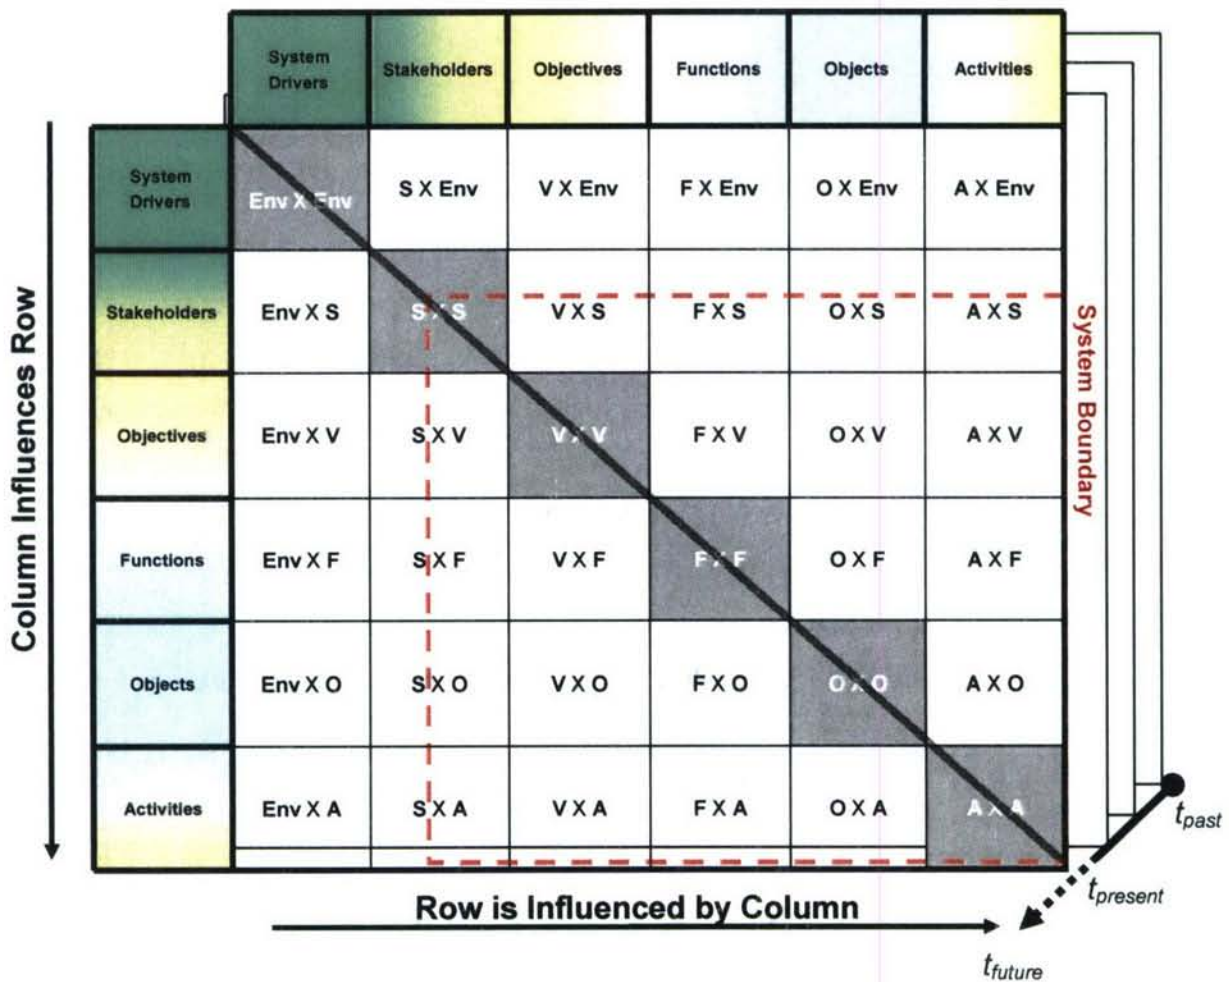 System
Drivers
Stakeholders
Objectives
Functions
Objects
Activities
System
Drivers
Env X Env
S X Env
V X Env
F X Env
O X Env
A X Env
Stakeholders
Env X S
S X S
V X S
F X S
O X S
A X S
Objectives
Env X V
S X V
V X V
F X V
O X V
A X V
Functions
Env X F
S X F
V X F
F X F
O X F
A X F
Objects
Env X O
S X O
V X O
F X O
O X O
A X O
Activities
Env X A
S X A
V X A
F X A
O X A
A X A
Column Influences Row
System Boundary
Row is Influenced by Column
tpast
tpresent
tfuture